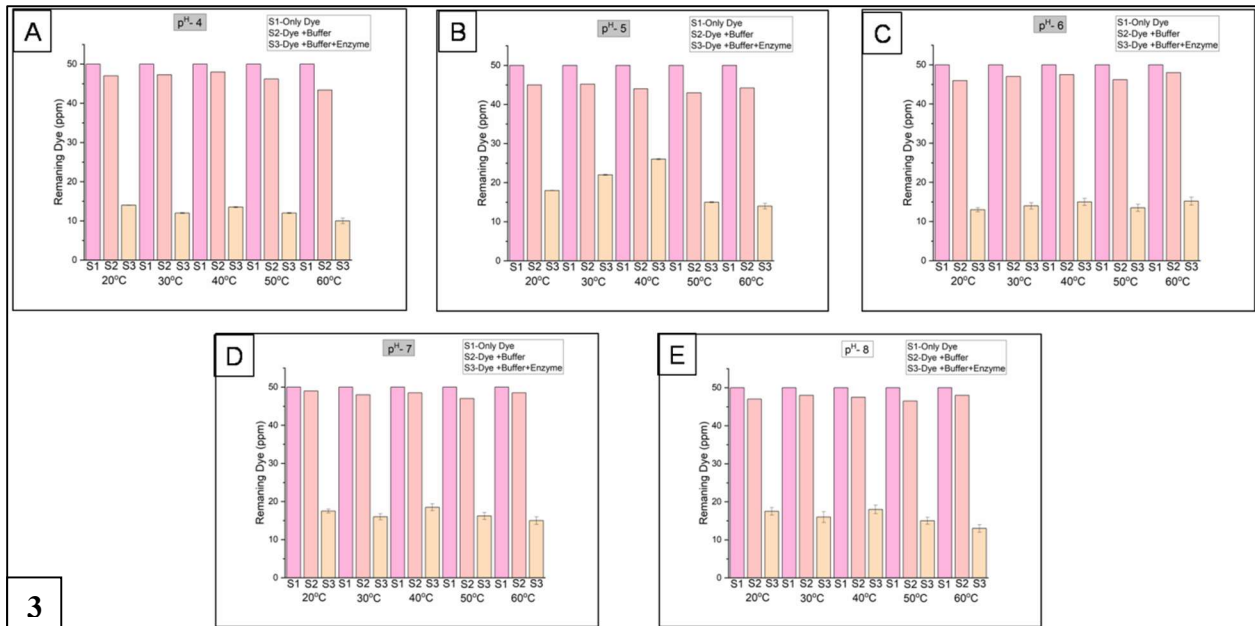 A
pᴴ- 4
S1-Only Dye
S2-Dye +Buffer
S3-Dye +Buffer+Enzyme
Remaning Dye (ppm)
50
40
30
20
10
0
S1 S2 S3 S1 S2 S3 S1 S2 S3 S1 S2 S3 S1 S2 S3
20°C 30°C 40°C 50°C 60°C
B
pᴴ- 5
S1-Only Dye
S2-Dye +Buffer
S3-Dye +Buffer+Enzyme
Remaning Dye (ppm)
50
40
30
20
10
0
S1 S2 S3 S1 S2 S3 S1 S2 S3 S1 S2 S3 S1 S2 S3
20°C 30°C 40°C 50°C 60°C
C
pᴴ- 6
S1-Only Dye
S2-Dye +Buffer
S3-Dye +Buffer+Enzyme
Remaning Dye (ppm)
50
40
30
20
10
0
S1 S2 S3 S1 S2 S3 S1 S2 S3 S1 S2 S3 S1 S2 S3
20°C 30°C 40°C 50°C 60°C
D
pᴴ- 7
S1-Only Dye
S2-Dye +Buffer
S3-Dye +Buffer+Enzyme
Remaning Dye (ppm)
50
40
30
20
10
0
S1 S2 S3 S1 S2 S3 S1 S2 S3 S1 S2 S3 S1 S2 S3
20°C 30°C 40°C 50°C 60°C
E
pᴴ- 8
S1-Only Dye
S2-Dye +Buffer
S3-Dye +Buffer+Enzyme
Remaning Dye (ppm)
50
40
30
20
10
0
S1 S2 S3 S1 S2 S3 S1 S2 S3 S1 S2 S3 S1 S2 S3
20°C 30°C 40°C 50°C 60°C
3